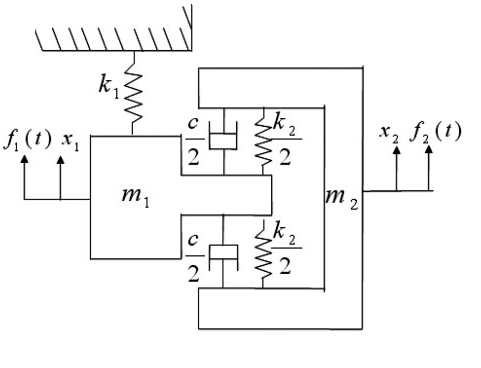 k₁
f₁(t) x₁
m₁
c/2
k₂/2
m₂
x₂ f₂(t)
c/2
k₂/2